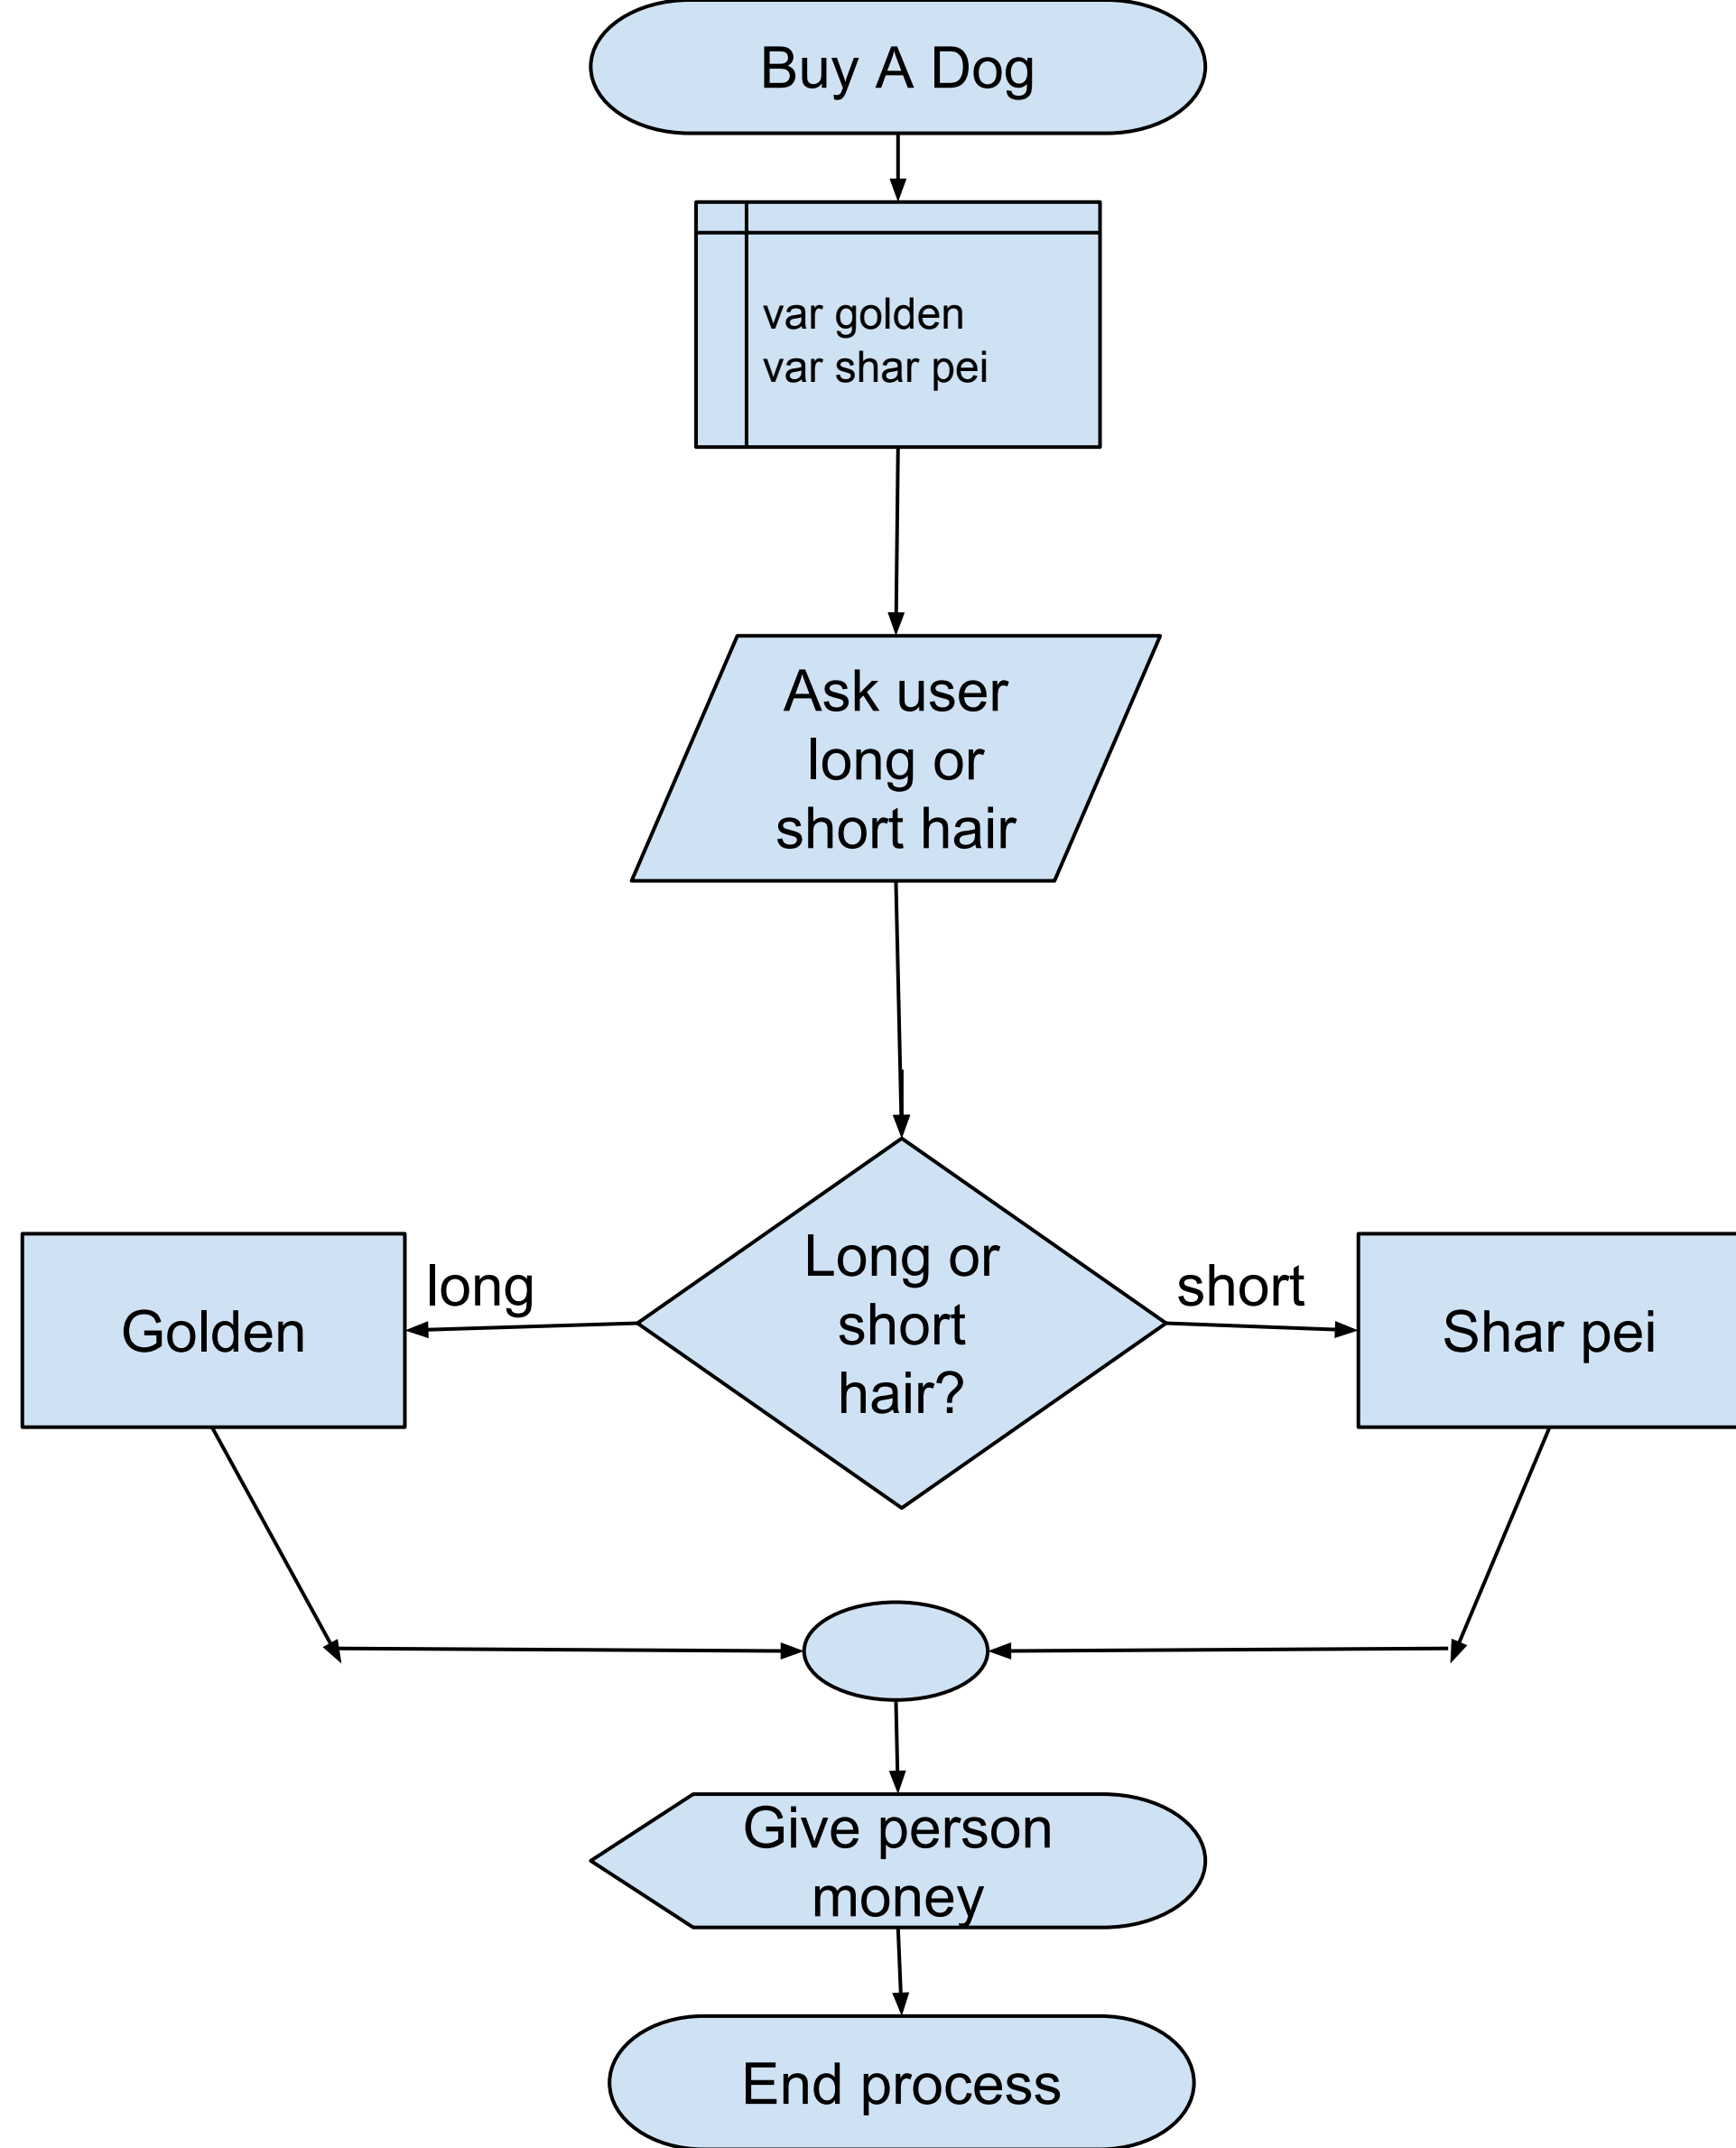 Buy A Dog
var golden
var shar pei
Ask user
long or
short hair
Long or
short
hair?
long
short
Golden
Shar pei
Give person
money
End process